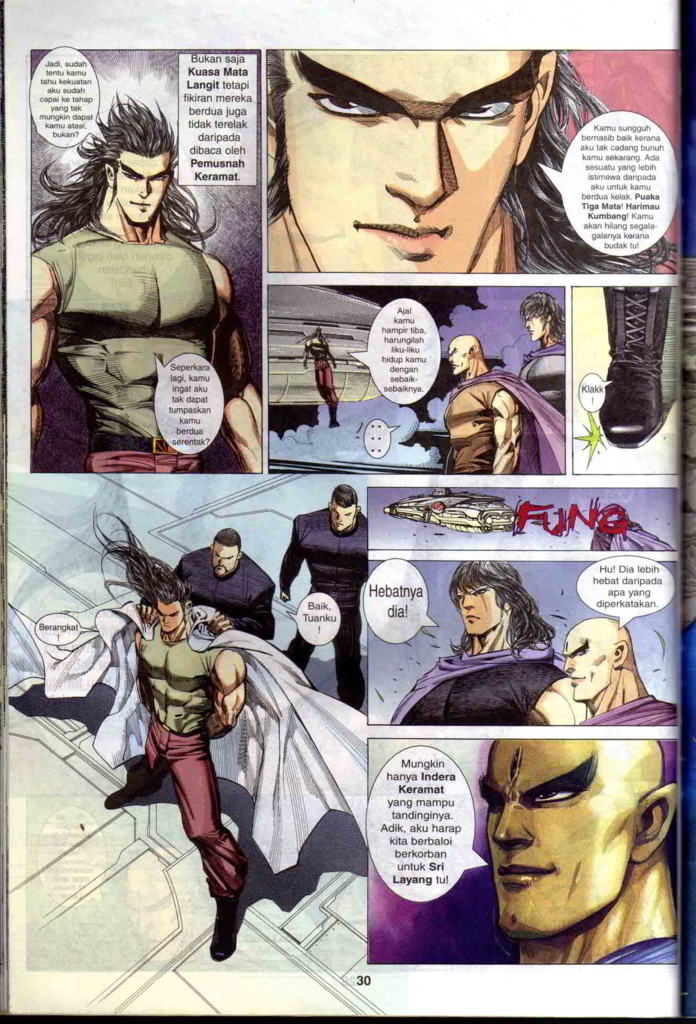 Jadi, sudah
tentu kamu
tahu kekuatan
aku sudah
capai ke tahap
yang tak
mungkin dapat
kamu atasi,
bukan?
Bukan saja
Kuasa Mata
Langit tetapi
fikiran mereka
berdua juga
tidak terelak
daripada
dibaca oleh
Pemusnah
Keramat.
Seperkara
lagi, kamu
ingat aku
tak dapat
tumpaskan
kamu
berdua
serentak?
Kamu sungguh
bernasib baik kerana
aku tak cadang bunuh
kamu sekarang. Ada
sesuatu yang lebih
istimewa daripada
aku untuk kamu
berdua kelak. Puaka
Tiga Mata! Harimau
Kumbang! Kamu
akan hilang segala-
galanya kerana
budak tu!
Ajal
kamu
hampir tiba,
harungilah
liku-liku
hidup kamu
dengan
sebaik-
sebaiknya.
Klakk
!
Berangkat
!
Baik,
Tuanku
!
FUNG
Hebatnya
dia!
Hu! Dia lebih
hebat daripada
apa yang
diperkatakan.
Mungkin
hanya Indera
Keramat
yang mampu
tandinginya.
Adik, aku harap
kita berbaloi
berkorban
untuk Sri
Layang tu!
30